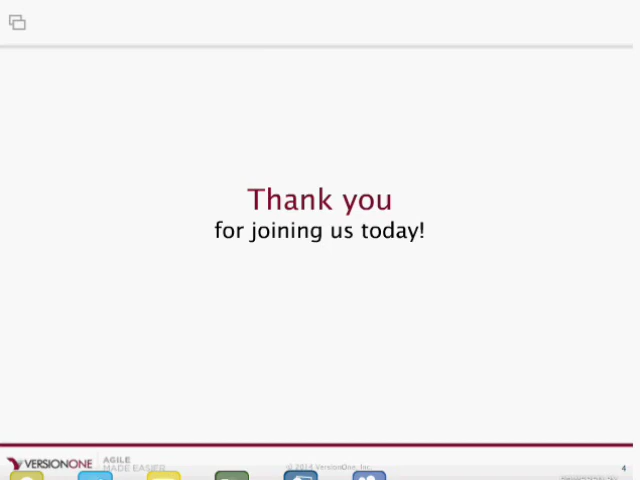 Thank you
for joining us today!
VERSIONONE
AGILE
MADE EASIER
© 2014 VersionOne, Inc.
4